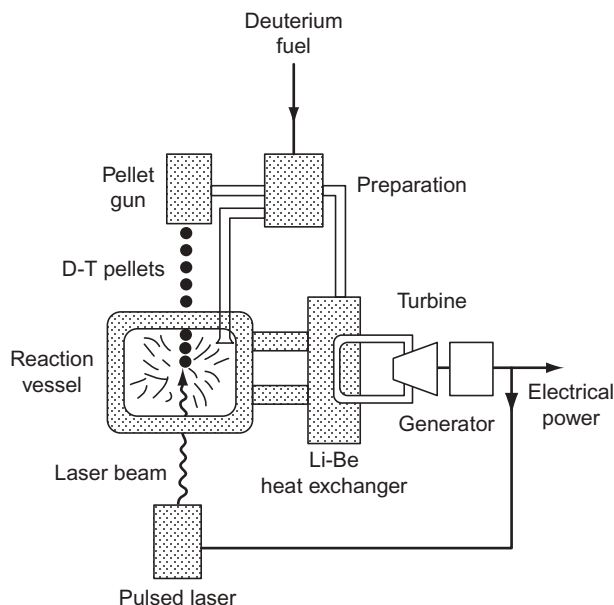 Deuterium
fuel
Pellet
gun
Preparation
D-T pellets
Turbine
Reaction
vessel
Electrical
power
Generator
Li-Be
heat exchanger
Laser beam
Pulsed laser